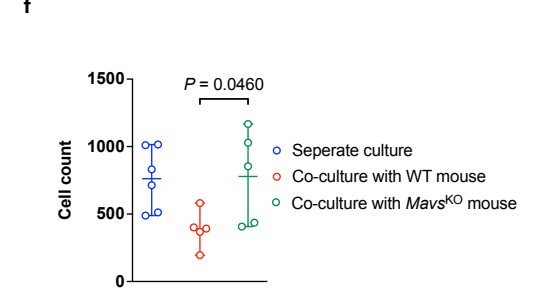 f
P = 0.0460
1500
1000
500
0
Cell count
Seperate culture
Co-culture with WT mouse
Co-culture with MavsKO mouse